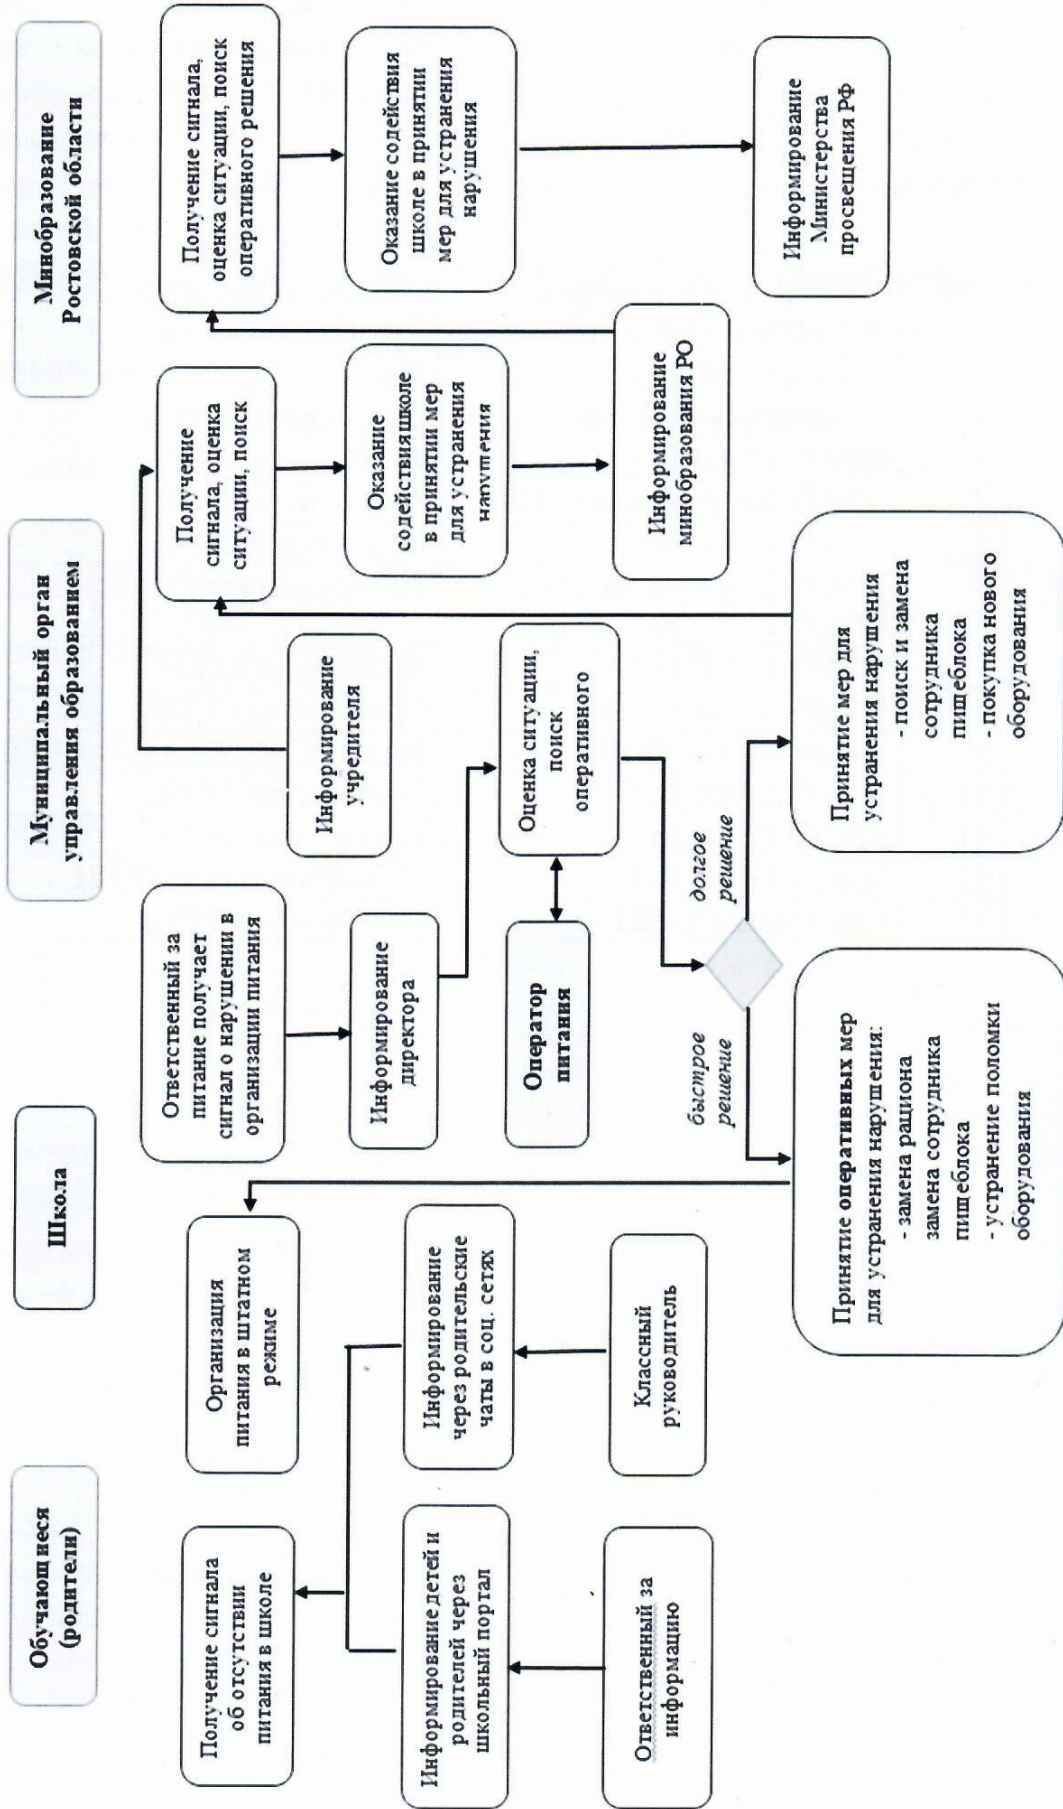 Обучающиеся
(родители)
Школа
Муниципальный орган
управления образованием
Минобразование
Ростовской области
Получение сигнала
об отсутствии
питания в школе
Организация
питания в штатном
режиме
Ответственный за
питание получает
сигнал о нарушении в
организации питания
Информирование
учредителя
Получение
сигнала, оценка
ситуации, поиск
Получение сигнала,
оценка ситуации, поиск
оперативного решения
Информирование детей и
родителей через
школьный портал
Информирование
через родительские
чаты в соц. сетях
Информирование
директора
Оказание
содействия школе
в принятии мер
для устранения
нарушения
Оказание содействия
школе в принятии
мер для устранения
нарушения
Оператор
питания
Оценка ситуации,
поиск
оперативного
Ответственный за
информацию
Классный
руководитель
Информирование
минобразования РО
быстрое
решение
долгое
решение
Информирование
Министерства
просвещения РФ
Принятие оперативных мер
для устранения нарушения:
- замена рациона
замена сотрудника
пищеблока
- устранение поломки
оборудования
Принятие мер для
устранения нарушения
- поиск и замена
сотрудника
пищеблока
- покупка нового
оборудования